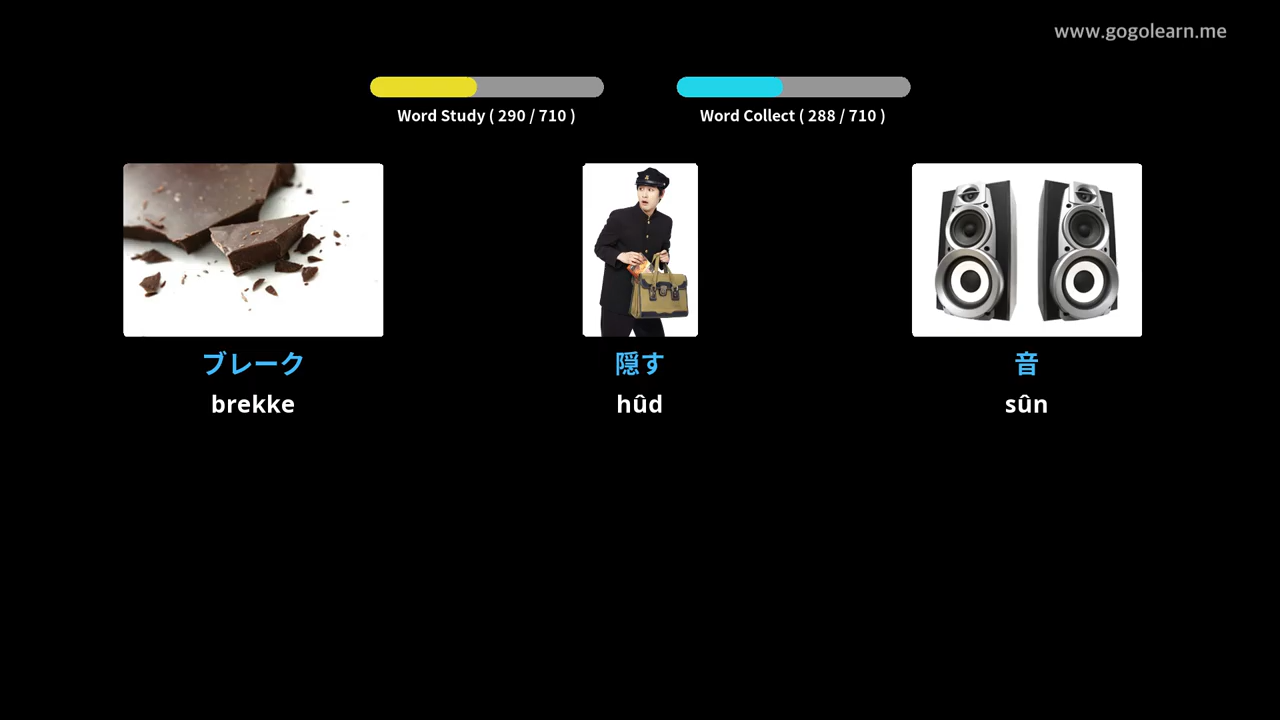 www.gogolearn.me
Word Study ( 290 / 710 )
Word Collect ( 288 / 710 )
ブレーク
brekke
隠す
hûd
音
sûn